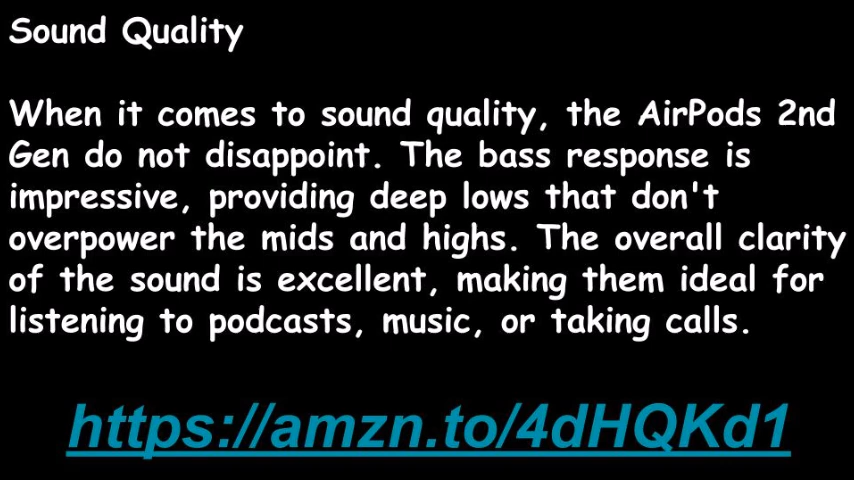 Sound Quality
When it comes to sound quality, the AirPods 2nd
Gen do not disappoint. The bass response is
impressive, providing deep lows that don't
overpower the mids and highs. The overall clarity
of the sound is excellent, making them ideal for
listening to podcasts, music, or taking calls.
https://amzn.to/4dHQKd1